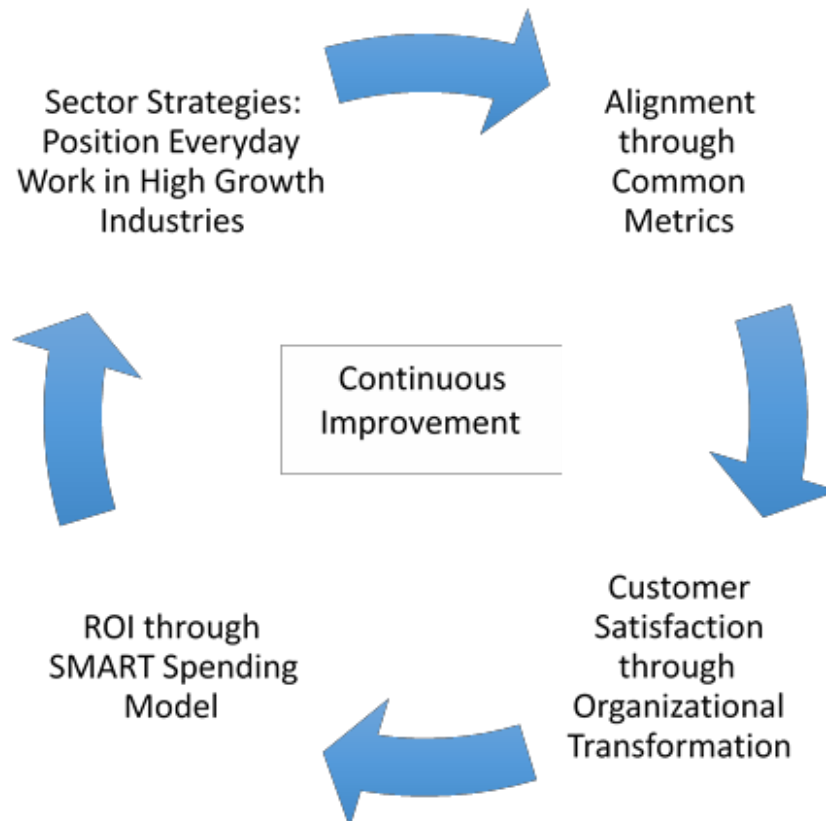 Sector Strategies:
Position Everyday
Work in High Growth
Industries
Alignment
through
Common
Metrics
Continuous
Improvement
Customer
Satisfaction
through
Organizational
Transformation
ROI through
SMART Spending
Model